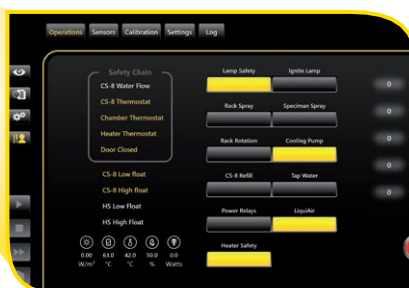 Operations Sensors Calibration Settings Log
Safety Chain
CS-8 Water Flow
CS-8 Thermostat
Chamber Thermostat
Heater Thermostat
Door Closed
CS-8 Low float
CS-8 High float
HS Low Float
HS High Float
0.00 63.0 42.0 50.0 0.0
W/m² °C °C % Watts
Lamp Safety Ignite Lamp
Rack Spray Speciman Spray
Rack Rotation Cooling Pump
CS-8 Refill Tap Water
Power Relays LiquiAir
Heater Safety
0
0
0
0
0